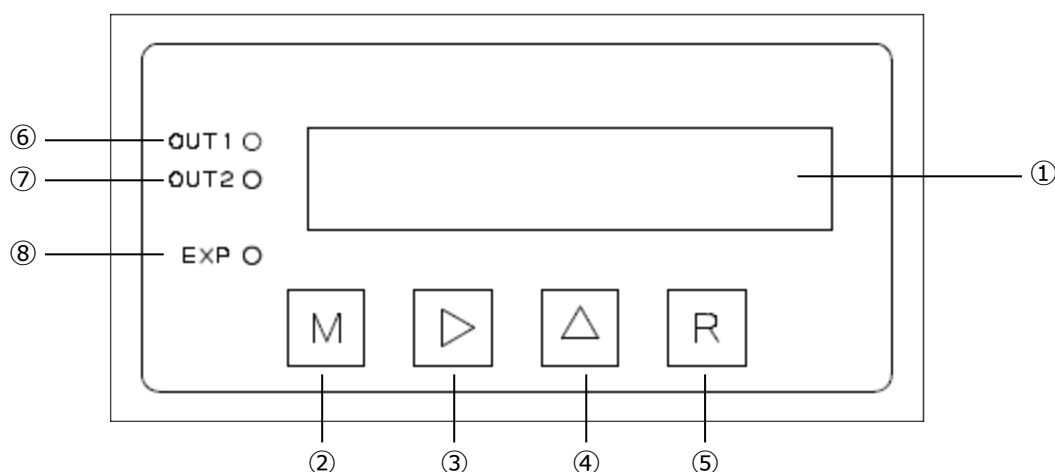 ⑥ OUT1
⑦ OUT2
①
⑧ EXP
M R
② ③ ④ ⑤